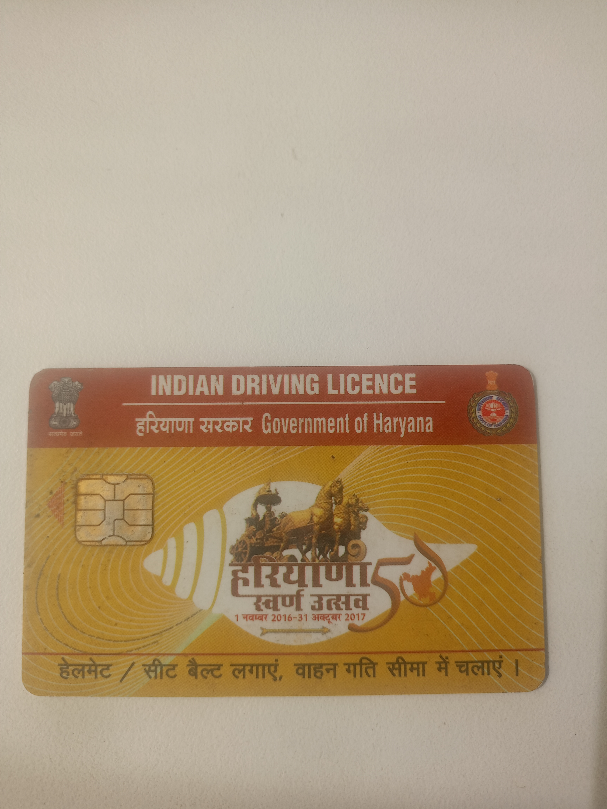 INDIAN DRIVING LICENCE
हरियाणा सरकार Government of Haryana
हरियाणा 50
स्वर्ण उत्सव
1 नवम्बर 2016-31 अक्टूबर 2017
हेलमेट / सीट बैल्ट लगाएं, वाहन गति सीमा में चलाएं ।